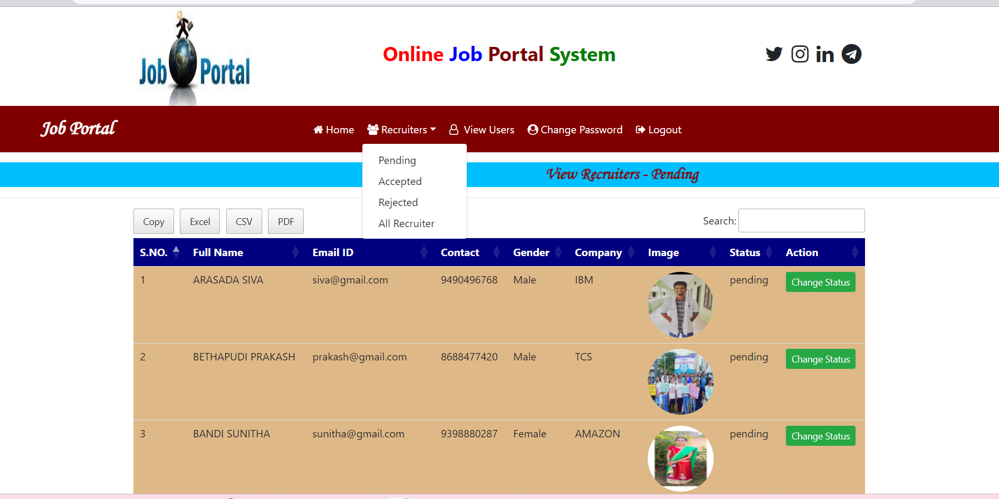 Job Portal
Online Job Portal System
Job Portal
Home Recruiters View Users Change Password Logout
Pending
Accepted
Rejected
All Recruiter
View Recruiters - Pending
Copy Excel CSV PDF
Search:
S.NO. Full Name Email ID Contact Gender Company Image Status Action
1 ARASADA SIVA siva@gmail.com 9490496768 Male IBM pending Change Status
2 BETHAPUDI PRAKASH prakash@gmail.com 8688477420 Male TCS pending Change Status
3 BANDI SUNITHA sunitha@gmail.com 9398880287 Female AMAZON pending Change Status